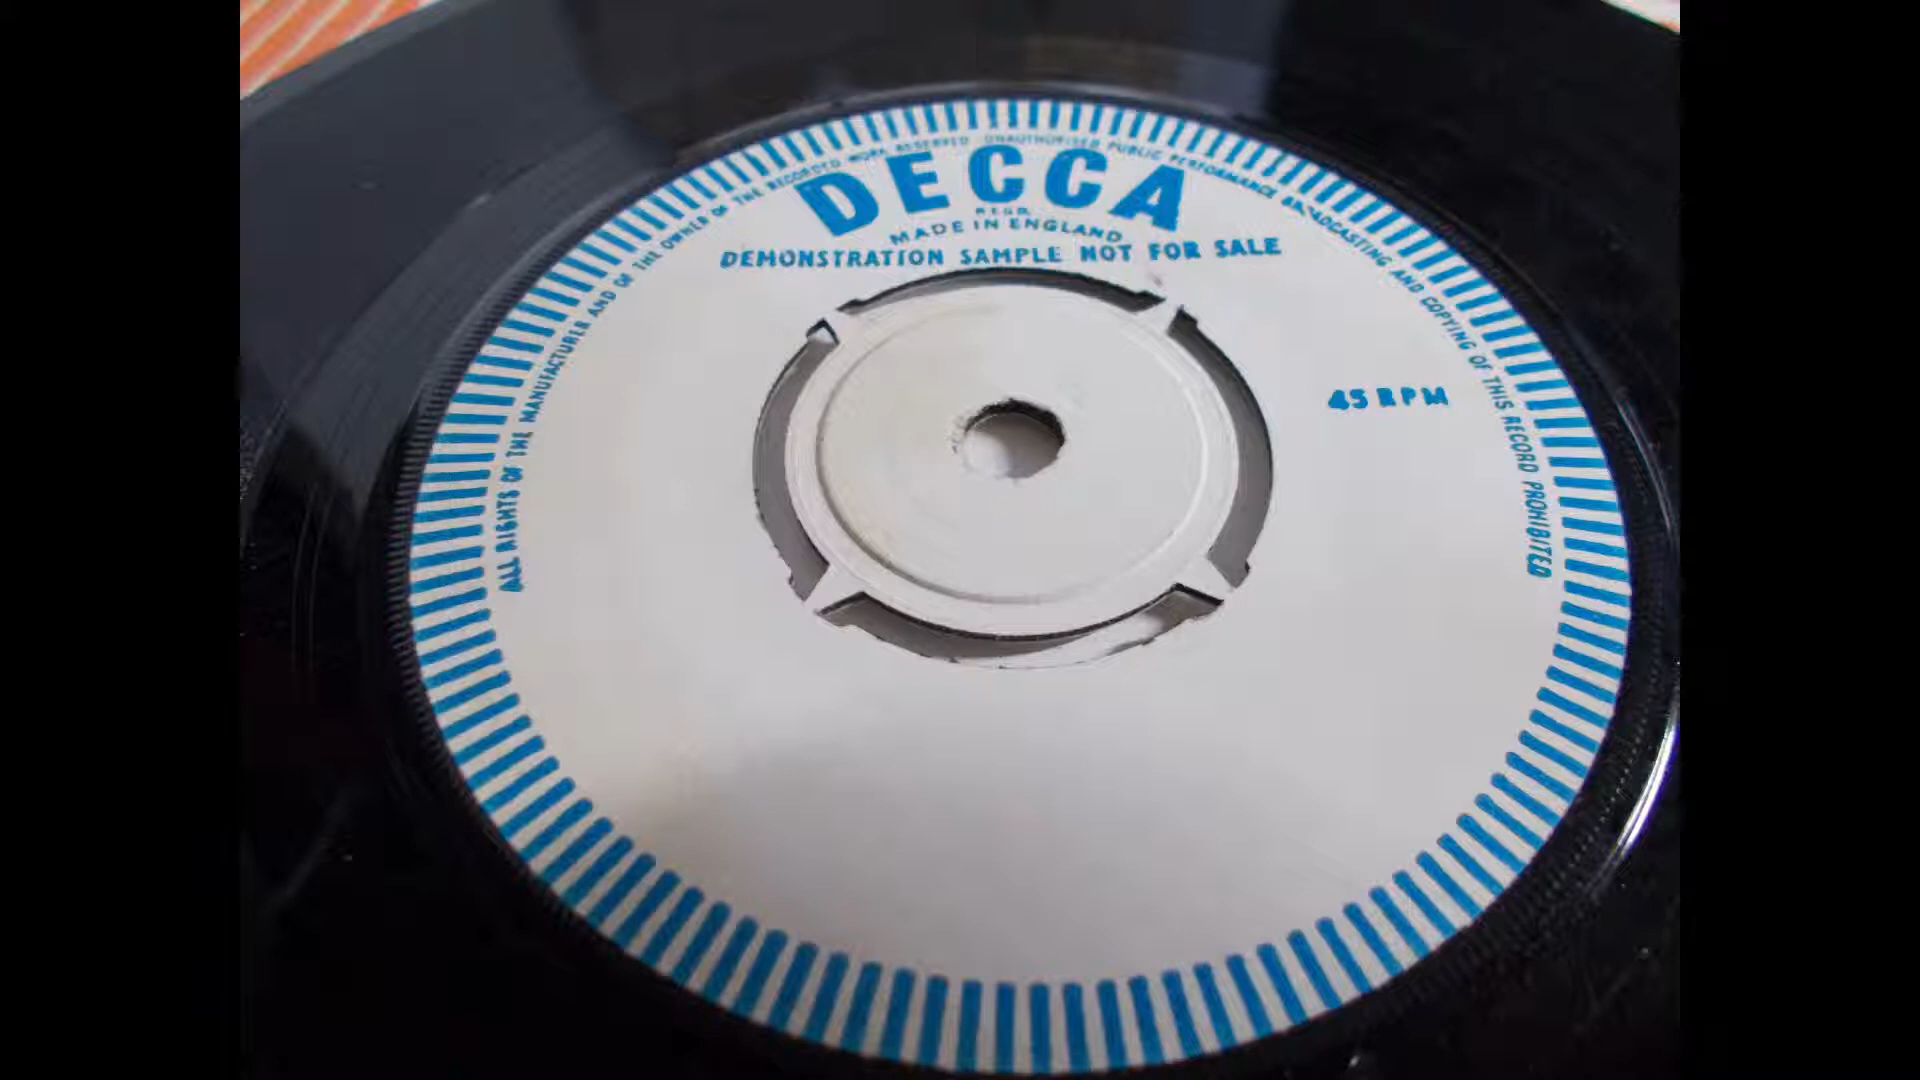 ALL RIGHTS OF THE MANUFACTURER AND OF THE OWNER OF THE RECORDED WORK RESERVED UNAUTHORISED PUBLIC PERFORMANCE BROADCASTING AND COPYING OF THIS RECORD PROHIBITED
DECCA
REGD.
MADE IN ENGLAND
DEMONSTRATION SAMPLE NOT FOR SALE
45 RPM